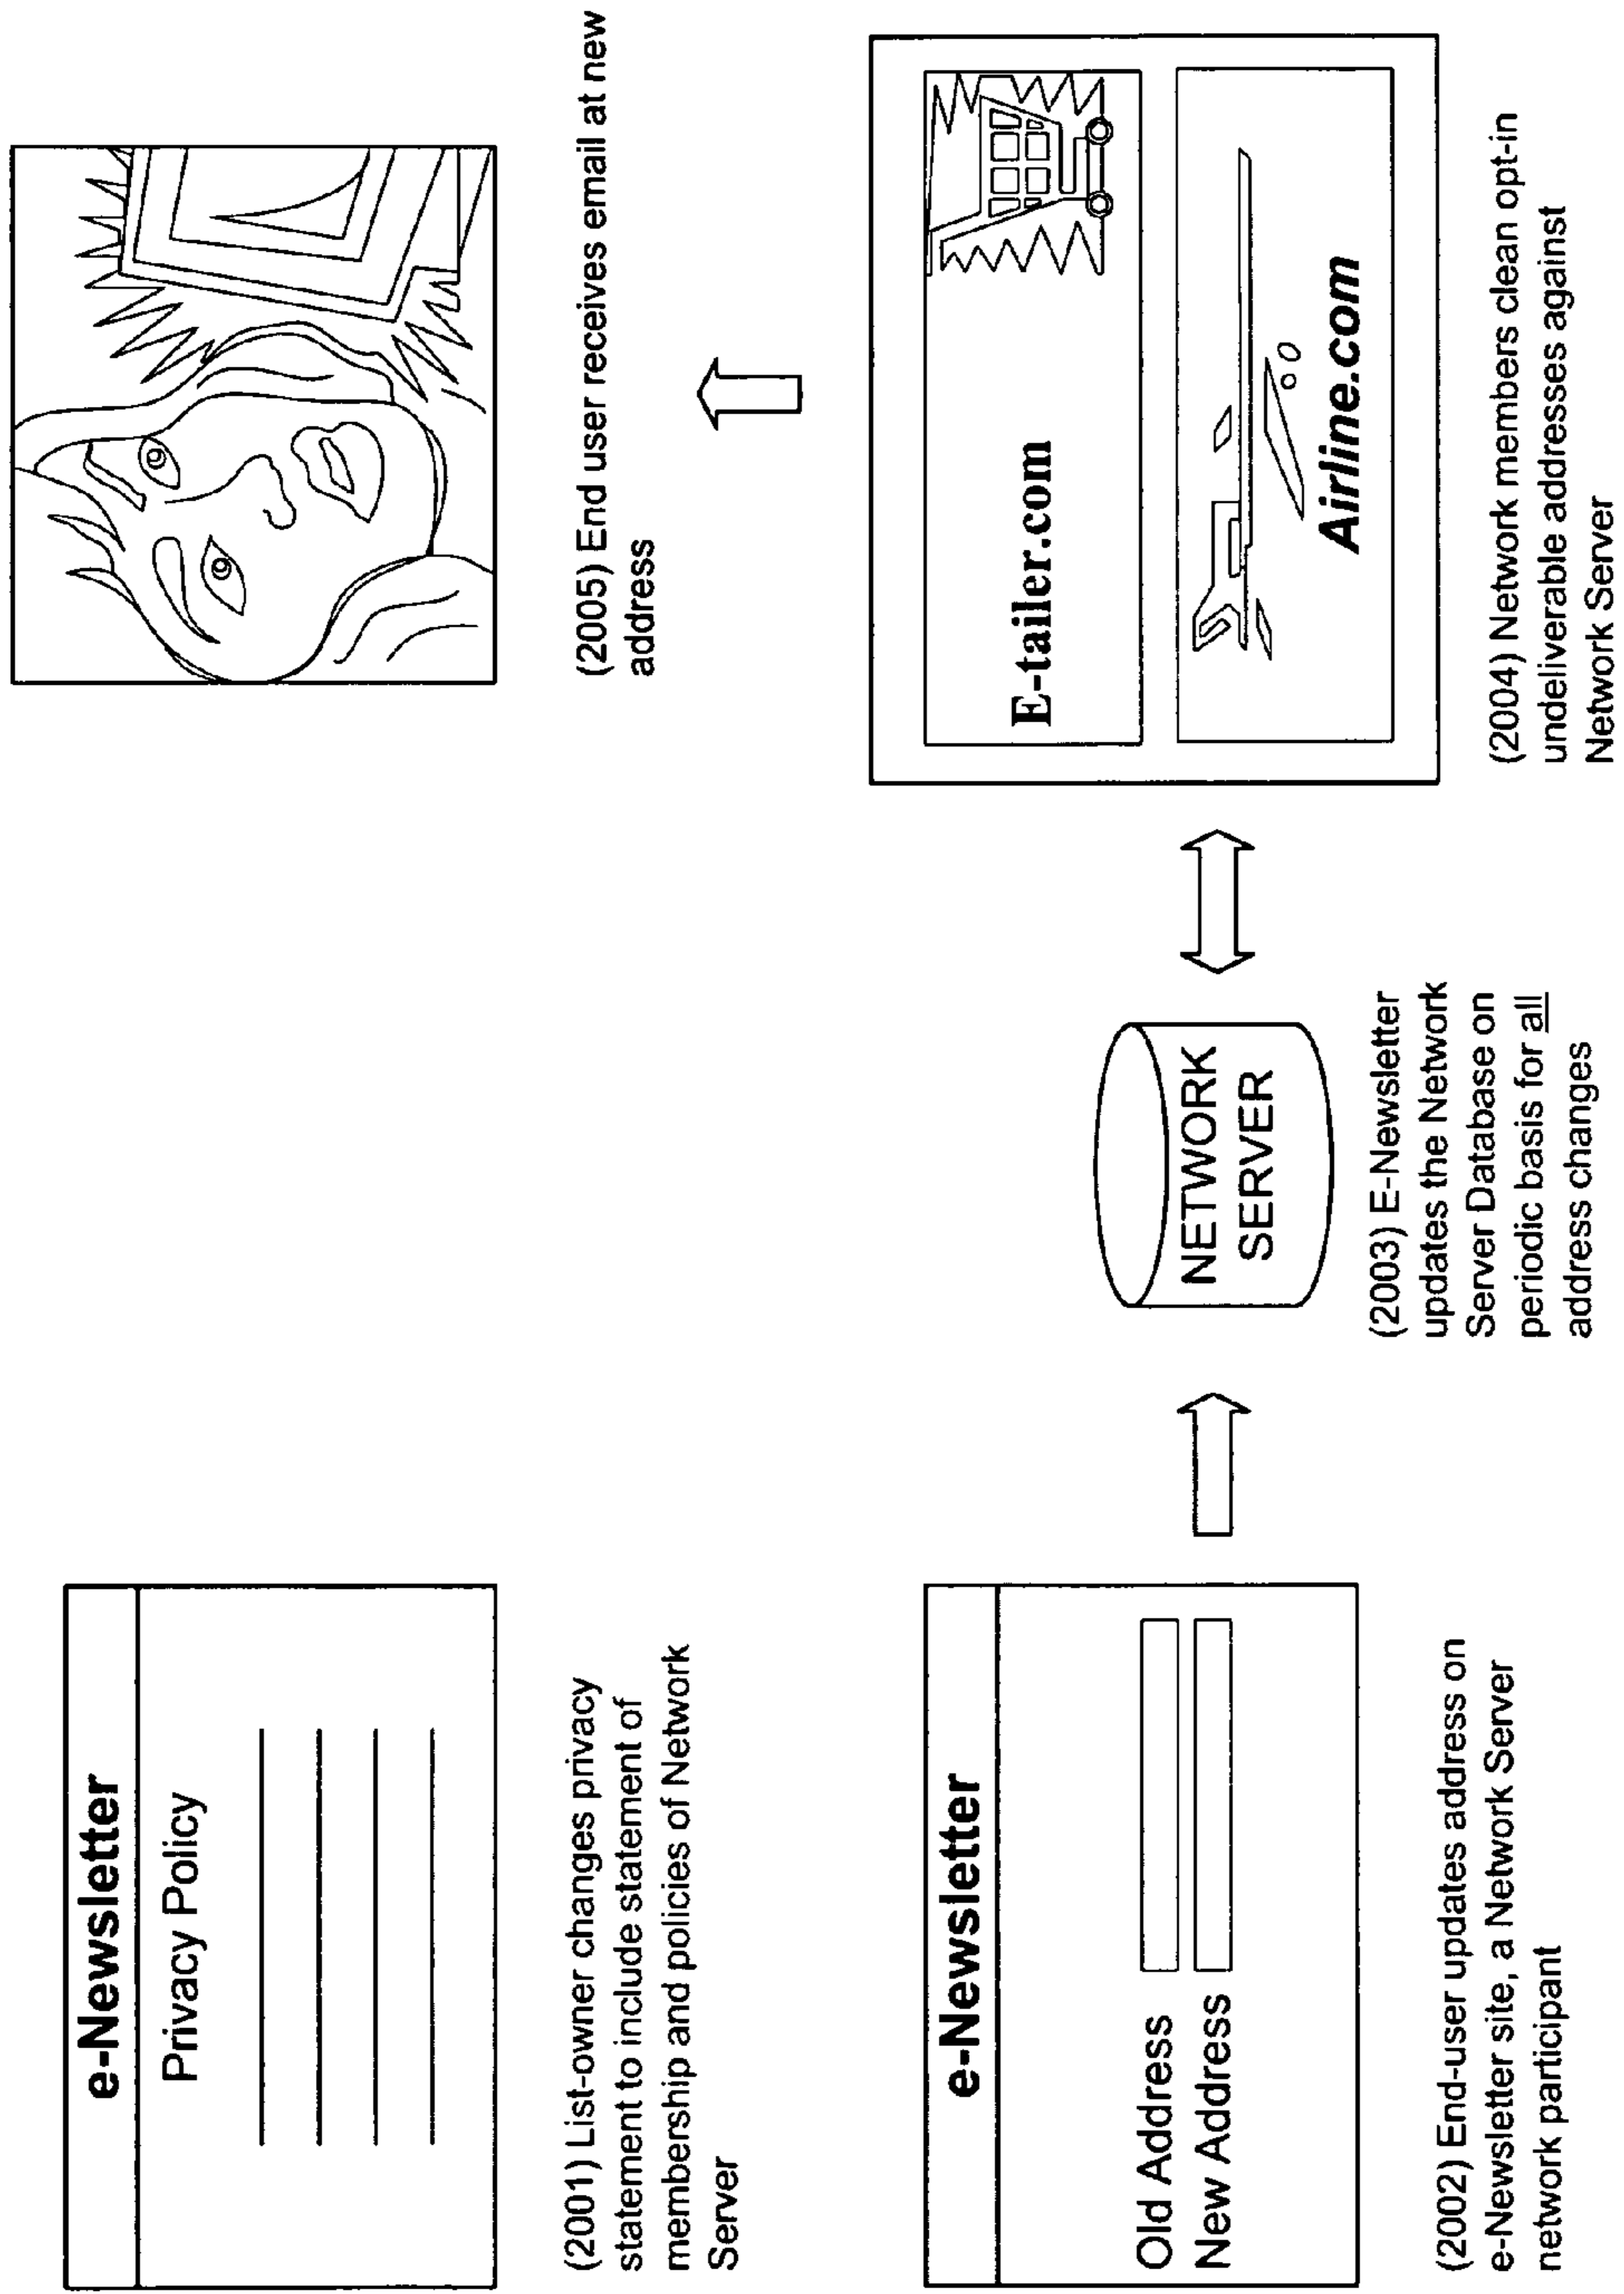 e-Newsletter
Privacy Policy
(2001) List-owner changes privacy
statement to include statement of
membership and policies of Network
Server
(2005) End user receives email at new
address
e-Newsletter
Old Address
New Address
(2002) End-user updates address on
e-Newsletter site, a Network Server
network participant
NETWORK
SERVER
(2003) E-Newsletter
updates the Network
Server Database on
periodic basis for all
address changes
E-tailer.com
Airline.com
(2004) Network members clean opt-in
undeliverable addresses against
Network Server